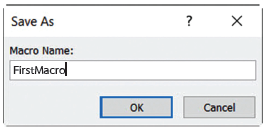 Save As ? ×
Macro Name:
FirstMacro
OK Cancel